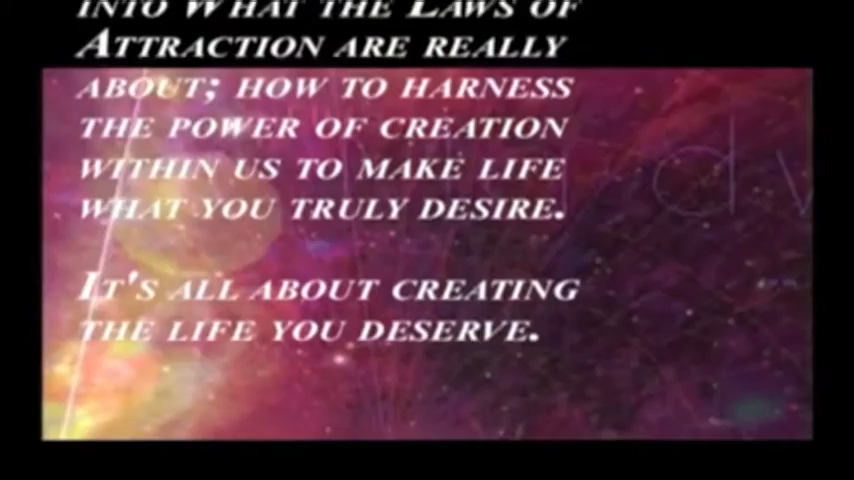 INTO WHAT THE LAWS OF
ATTRACTION ARE REALLY
ABOUT; HOW TO HARNESS
THE POWER OF CREATION
WITHIN US TO MAKE LIFE
WHAT YOU TRULY DESIRE.
IT'S ALL ABOUT CREATING
THE LIFE YOU DESERVE.